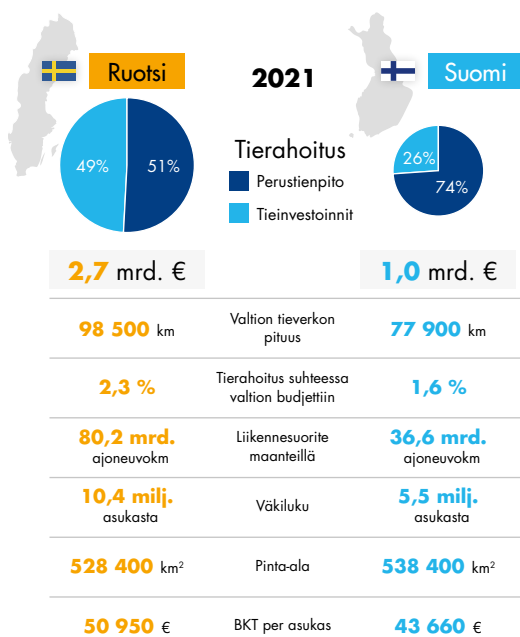 Ruotsi
2021
Suomi
49%
51%
Tierahoitus
Perustienpito
Tieinvestoinnit
26%
74%
2,7 mrd. €
1,0 mrd. €
98 500 km
Valtion tieverkon
pituus
77 900 km
2,3 %
Tierahoitus suhteessa
valtion budjettiin
1,6 %
80,2 mrd.
ajoneuvokm
Liikennesuorite
maanteillä
36,6 mrd.
ajoneuvokm
10,4 milj.
asukasta
Väkiluku
5,5 milj.
asukasta
528 400 km²
Pinta-ala
538 400 km²
50 950 €
BKT per asukas
43 660 €